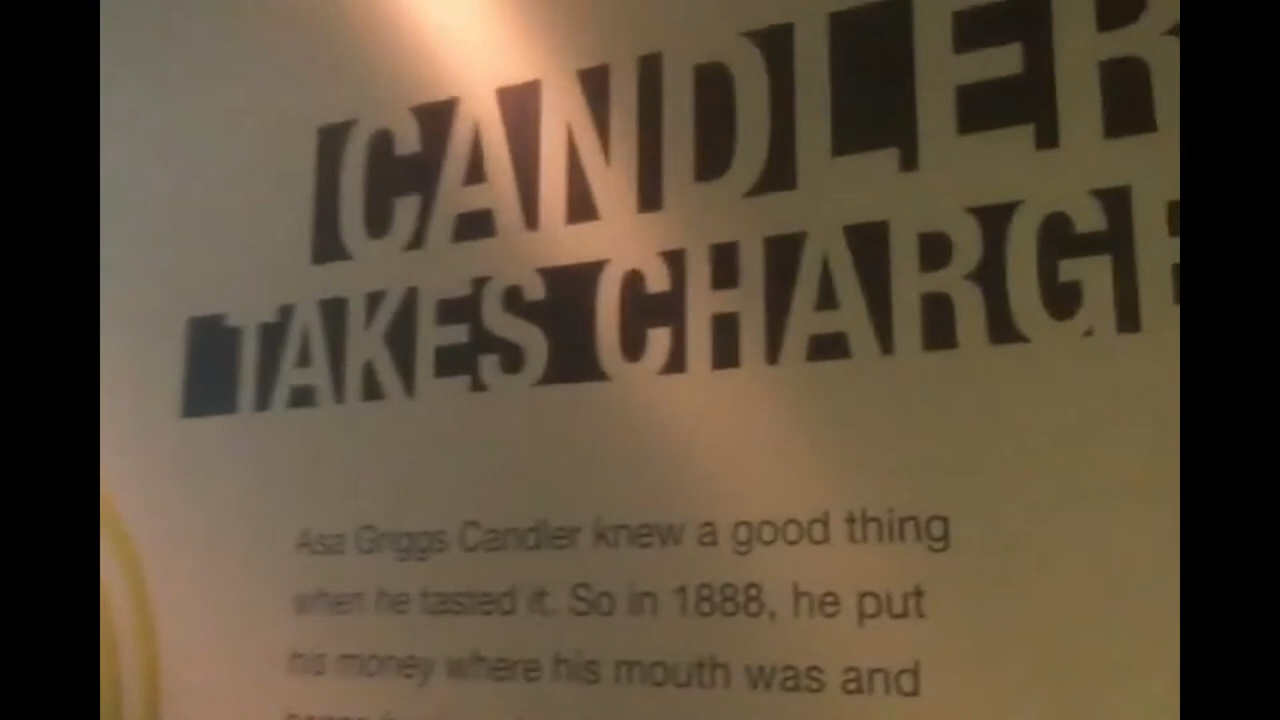 CANDLER
TAKES CHARGE
Asa Griggs Candler knew a good thing
when he tasted it. So in 1888, he put
his money where his mouth was and